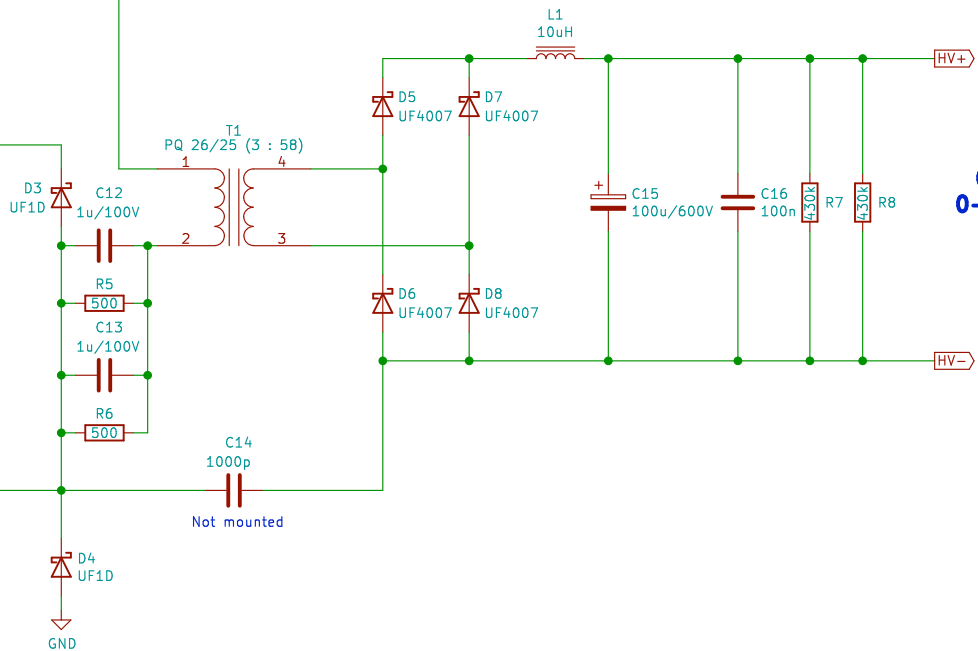 L1
10uH
HV+
D5
UF4007
D7
UF4007
T1
PQ 26/25 (3 : 58)
1
4
D3
UF1D
C12
1u/100V
+
C15
100u/600V
C16
100n
430k
R7
430k
R8
0-
2
3
R5
500
D6
UF4007
D8
UF4007
C13
1u/100V
HV-
R6
500
C14
1000p
Not mounted
D4
UF1D
GND